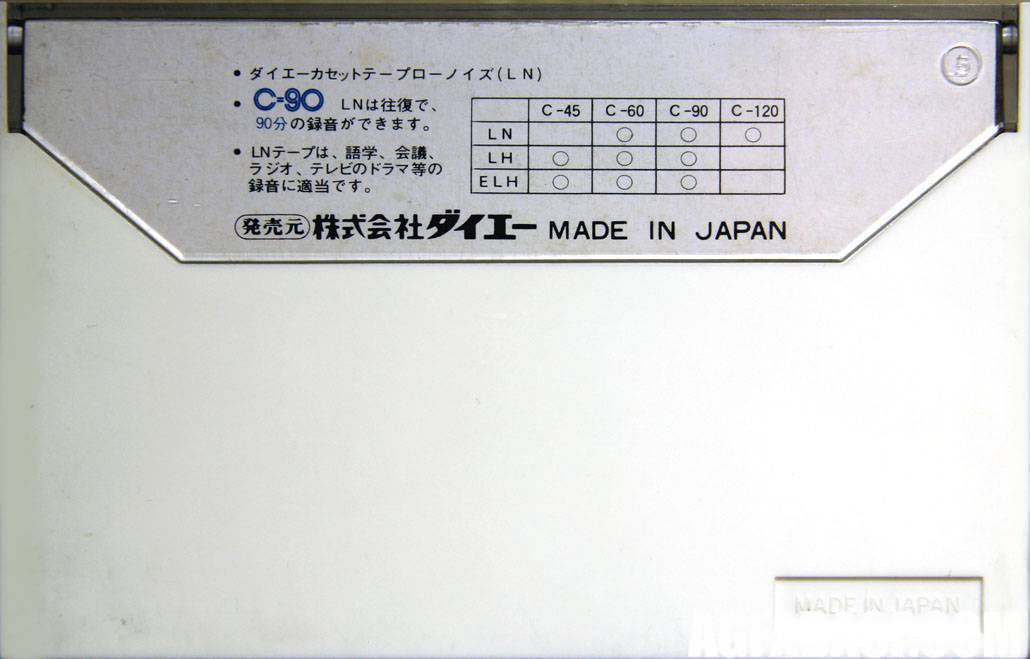 • ダイエーカセットテープローノイズ(LN)
• C-90 LNは往復で、
90分の録音ができます。
• LNテープは、語学、会議、
ラジオ、テレビのドラマ等の
録音に適当です。
C-45 C-60 C-90 C-120
LN ○ ○ ○
LH ○ ○ ○
ELH ○ ○ ○
発売元 株式会社ダイエー MADE IN JAPAN
MADE IN JAPAN